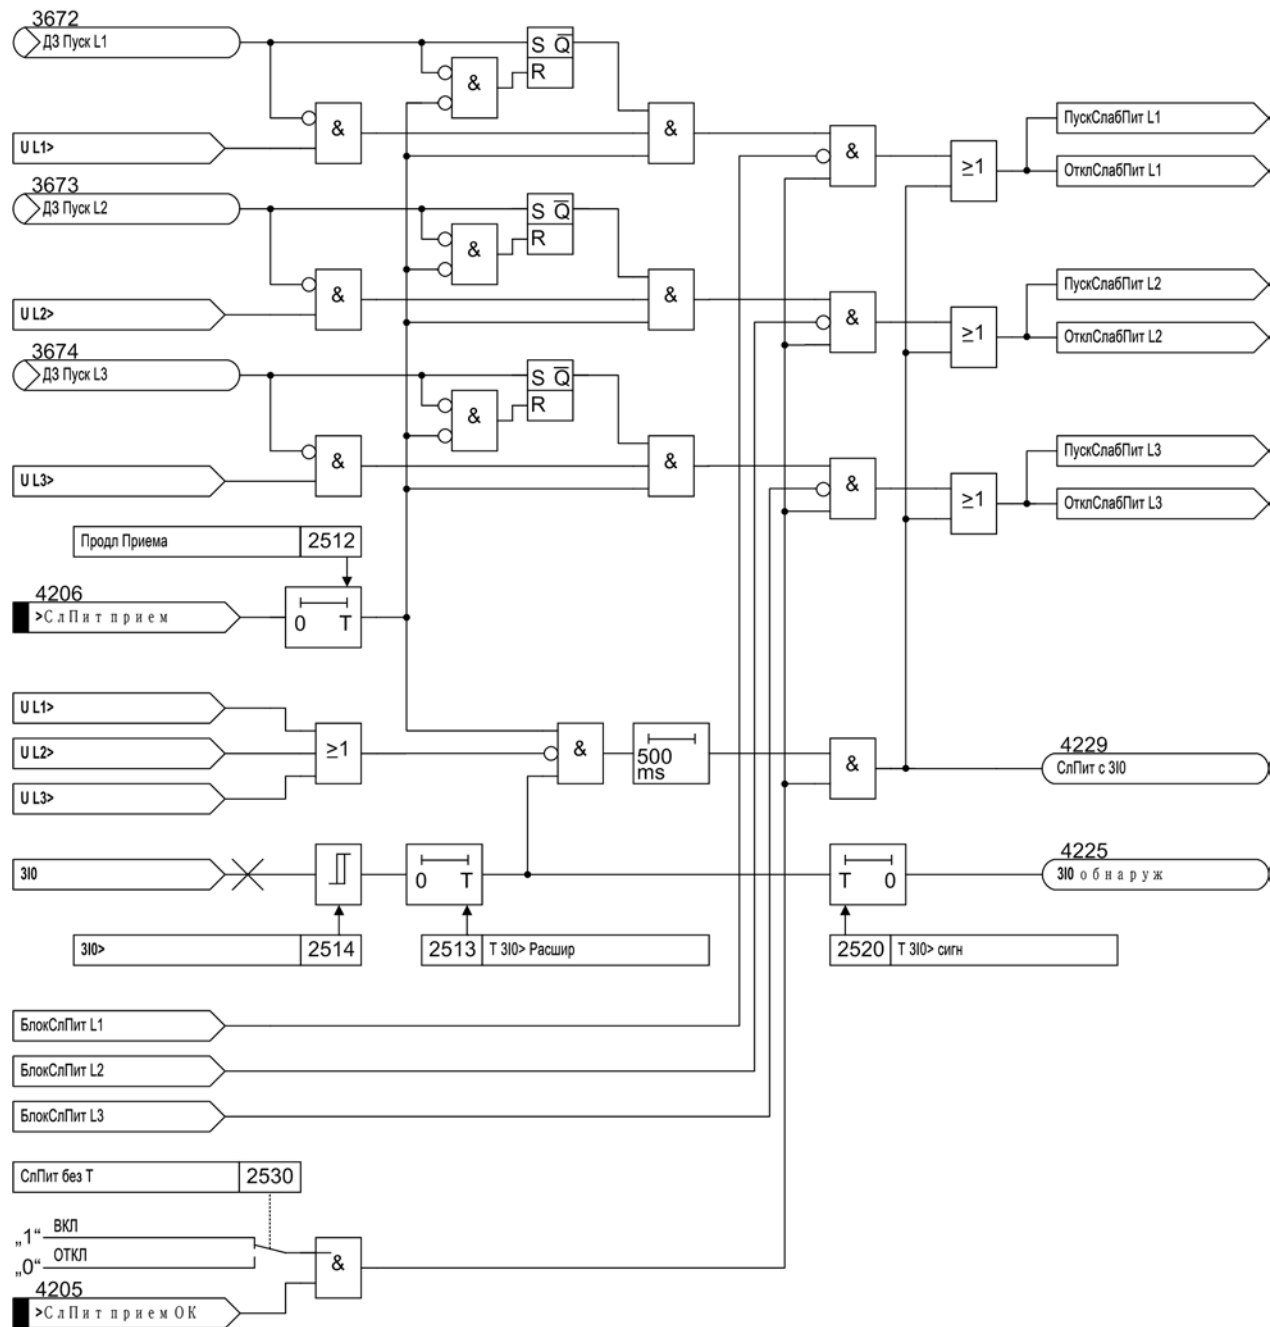 3672
ДЗ Пуск L1
S Q̅
R
&
&
&
U L1>
&
≥1
ПускСлабПит L1
ОтклСлабПит L1
3673
ДЗ Пуск L2
S Q̅
R
&
&
&
U L2>
&
≥1
ПускСлабПит L2
ОтклСлабПит L2
3674
ДЗ Пуск L3
S Q̅
R
&
&
&
U L3>
&
≥1
ПускСлабПит L3
ОтклСлабПит L3
Продл Приема 2512
4206
>СлПит прием
0 T
U L1>
U L2>
U L3>
≥1
&
500 ms
&
4229
СлПит с 3I0
3I0
0 T
T 0
4225
3I0 обнаруж
3I0> 2514
2513 T 3I0> Расшир
2520 T 3I0> сигн
БлокСлПит L1
БлокСлПит L2
БлокСлПит L3
СлПит без Т 2530
„1“ ВКЛ
„0“ ОТКЛ
&
4205
>СлПит прием ОК